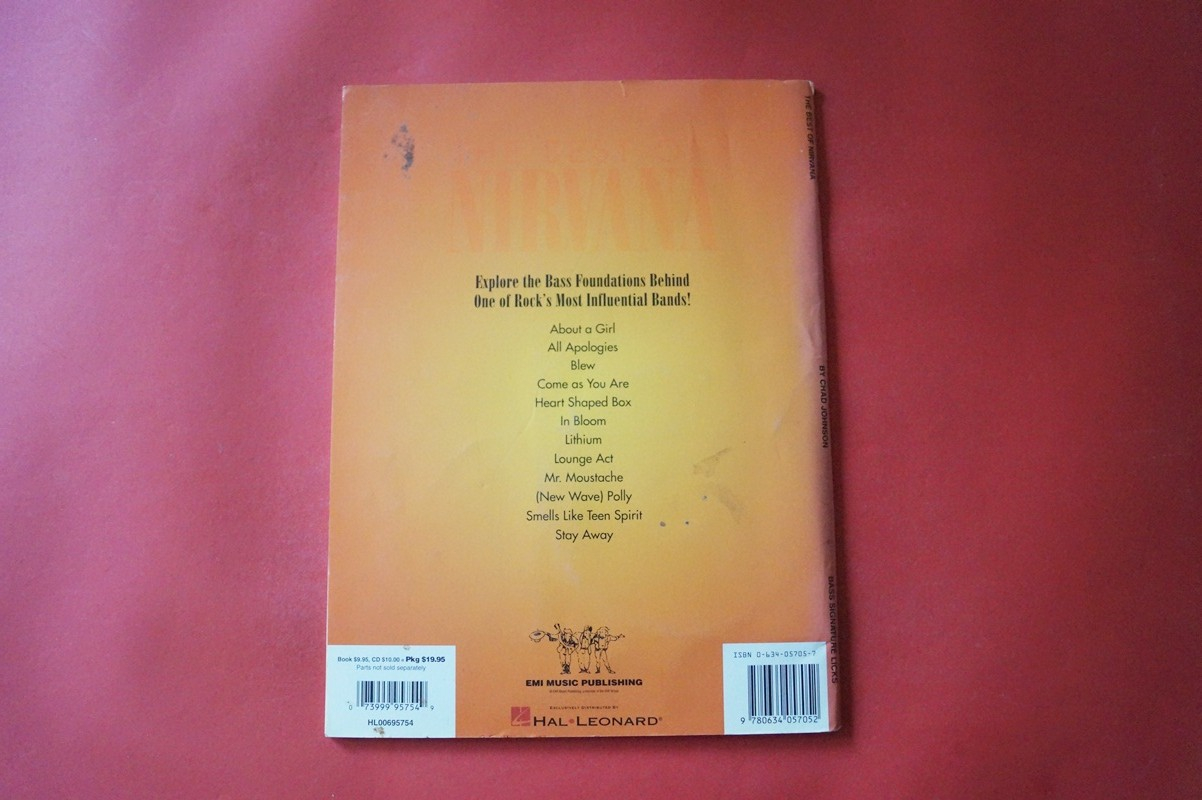 NIRVANA
Explore the Bass Foundations Behind
One of Rock's Most Influential Bands!
About a Girl
All Apologies
Blew
Come as You Are
Heart Shaped Box
In Bloom
Lithium
Lounge Act
Mr. Moustache
(New Wave) Polly
Smells Like Teen Spirit
Stay Away
EMI MUSIC PUBLISHING
EXCLUSIVELY DISTRIBUTED BY
HAL•LEONARD®
Book $9.95, CD $10.00 = Pkg $19.95
Parts not sold separately
0 73999 95754 9
HL00695754
ISBN 0-634-05705-7
9 780634 057052
THE BEST OF NIRVANA
BY CHAD JOHNSON
BASS SIGNATURE LICKS